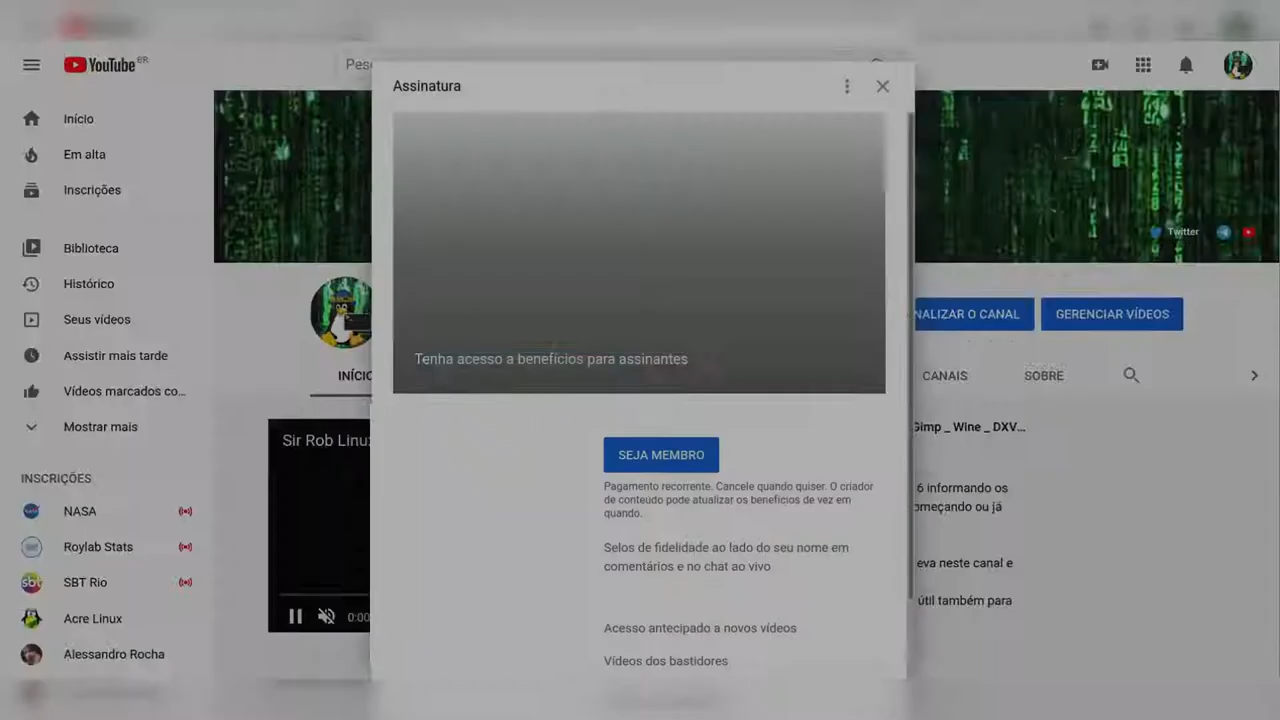 YouTube BR
Pes
Início
Em alta
Inscrições
Biblioteca
Histórico
Seus vídeos
Assistir mais tarde
Vídeos marcados co...
Mostrar mais
INSCRIÇÕES
NASA
Roylab Stats
SBT Rio
Acre Linux
Alessandro Rocha
Assinatura
Tenha acesso a benefícios para assinantes
SEJA MEMBRO
Pagamento recorrente. Cancele quando quiser. O criador
de conteúdo pode atualizar os benefícios de vez em
quando.
Selos de fidelidade ao lado do seu nome em
comentários e no chat ao vivo
Acesso antecipado a novos vídeos
Vídeos dos bastidores
Twitter
NALIZAR O CANAL
GERENCIAR VÍDEOS
INÍCIO
CANAIS
SOBRE
Sir Rob Linux
0:00
Gimp _ Wine _ DXV...
6 informando os
omeçando ou já
eva neste canal e
útil também para